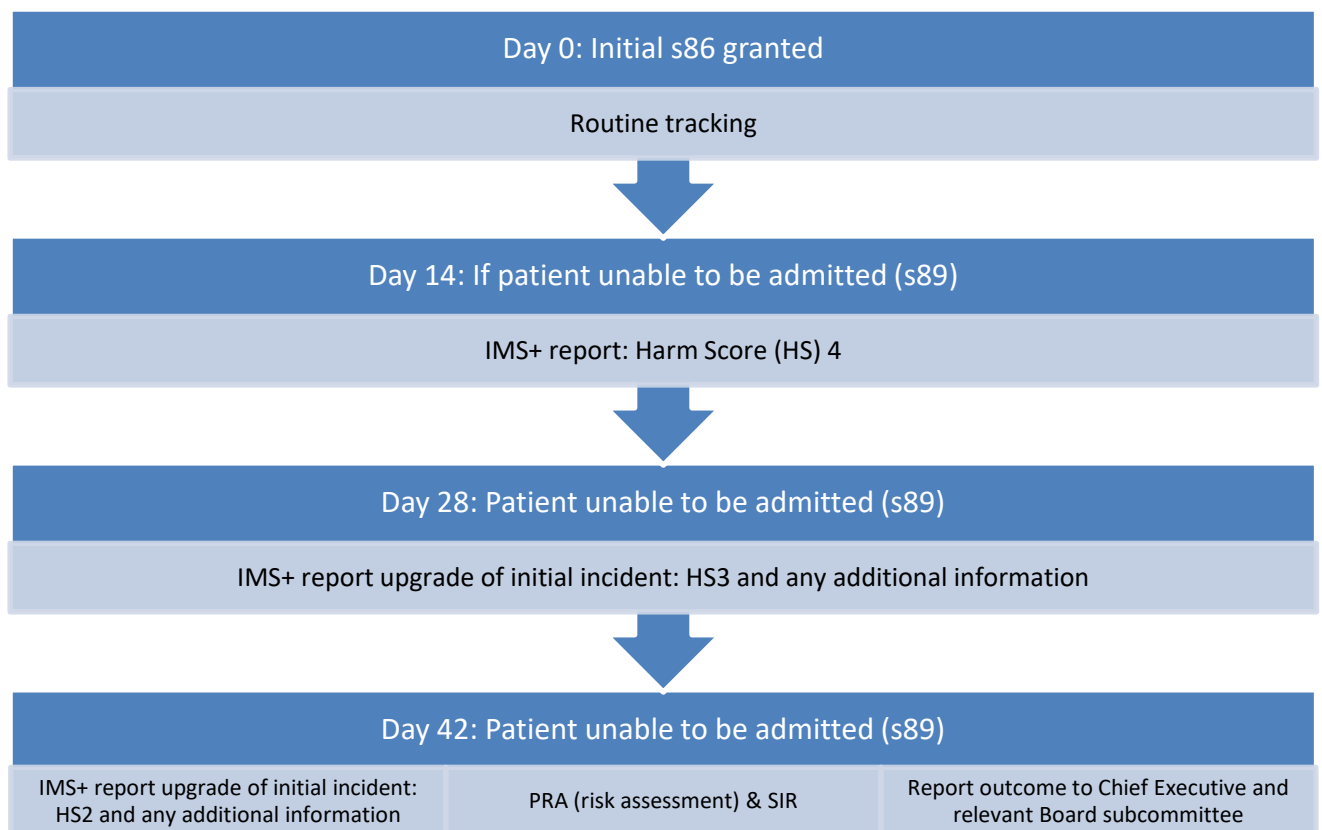 Day 0: Initial s86 granted
Routine tracking
Day 14: If patient unable to be admitted (s89)
IMS+ report: Harm Score (HS) 4
Day 28: Patient unable to be admitted (s89)
IMS+ report upgrade of initial incident: HS3 and any additional information
Day 42: Patient unable to be admitted (s89)
IMS+ report upgrade of initial incident:
HS2 and any additional information
PRA (risk assessment) & SIR
Report outcome to Chief Executive and
relevant Board subcommittee